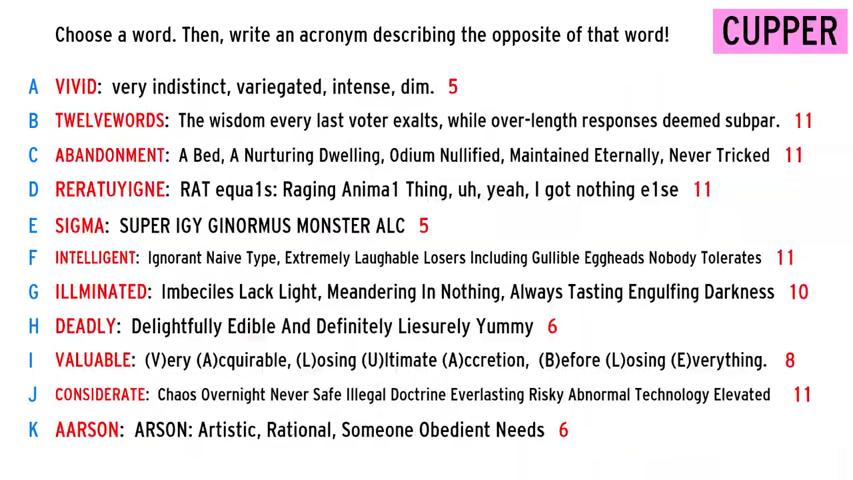 Choose a word. Then, write an acronym describing the opposite of that word!
CUPPER
A VIVID: very indistinct, variegated, intense, dim. 5
B TWELVEWORDS: The wisdom every last voter exalts, while over-length responses deemed subpar. 11
C ABANDONMENT: A Bed, A Nurturing Dwelling, Odium Nullified, Maintained Eternally, Never Tricked 11
D RERATUYIGNE: RAT equa1s: Raging Anima1 Thing, uh, yeah, I got nothing e1se 11
E SIGMA: SUPER IGY GINORMUS MONSTER ALC 5
F INTELLIGENT: Ignorant Naive Type, Extremely Laughable Losers Including Gullible Eggheads Nobody Tolerates 11
G ILLMINATED: Imbeciles Lack Light, Meandering In Nothing, Always Tasting Engulfing Darkness 10
H DEADLY: Delightfully Edible And Definitely Liesurely Yummy 6
I VALUABLE: (V)ery (A)cquirable, (L)osing (U)ltimate (A)ccretion, (B)efore (L)osing (E)verything. 8
J CONSIDERATE: Chaos Overnight Never Safe Illegal Doctrine Everlasting Risky Abnormal Technology Elevated 11
K AARSON: ARSON: Artistic, Rational, Someone Obedient Needs 6